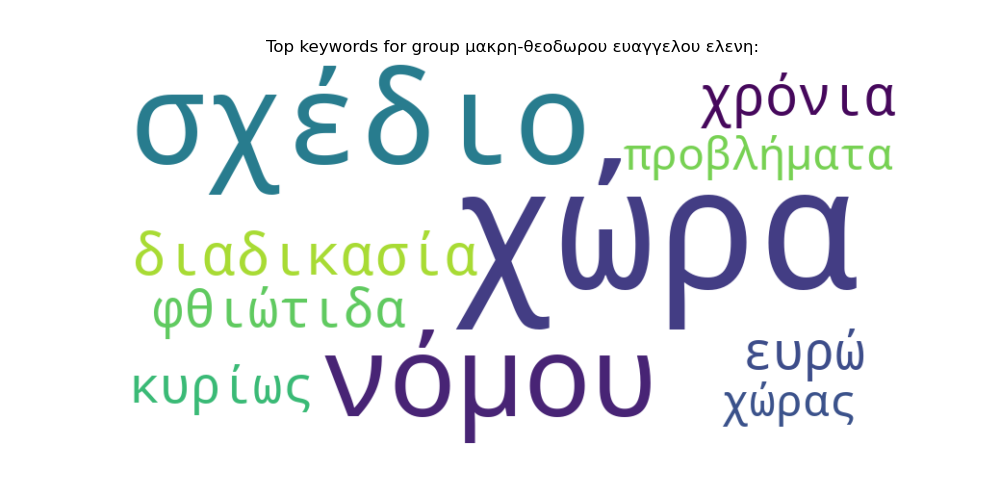 Top keywords for group μακρη-θεοδωρου ευαγγελου ελενη:
σχέδιο
χρόνια
προβλήματα
χώρα
διαδικασία
φθιώτιδα
νόμου
ευρώ
κυρίως
χώρας